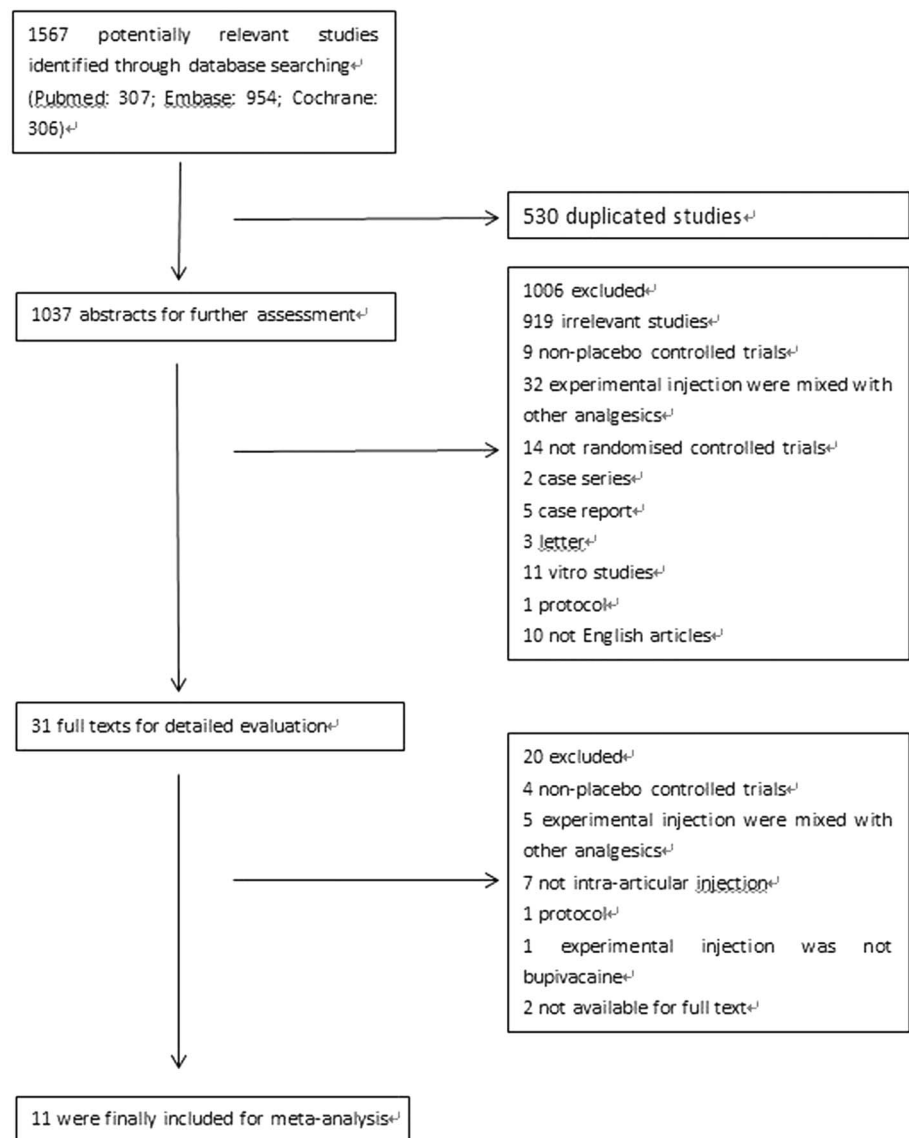 1567 potentially relevant studies
identified through database searching↵
(Pubmed: 307; Embase: 954; Cochrane:
306)↵
530 duplicated studies↵
1037 abstracts for further assessment↵
1006 excluded↵
919 irrelevant studies↵
9 non-placebo controlled trials↵
32 experimental injection were mixed with
other analgesics↵
14 not randomised controlled trials↵
2 case series↵
5 case report↵
3 letter↵
11 vitro studies↵
1 protocol↵
10 not English articles↵
31 full texts for detailed evaluation↵
20 excluded↵
4 non-placebo controlled trials↵
5 experimental injection were mixed with
other analgesics↵
7 not intra-articular injection↵
1 protocol↵
1 experimental injection was not
bupivacaine↵
2 not available for full text↵
11 were finally included for meta-analysis↵